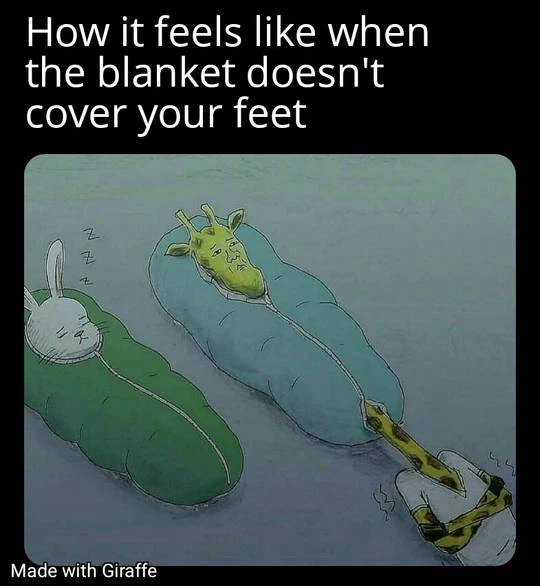 How it feels like when
the blanket doesn't
cover your feet
z
z
z
Made with Giraffe